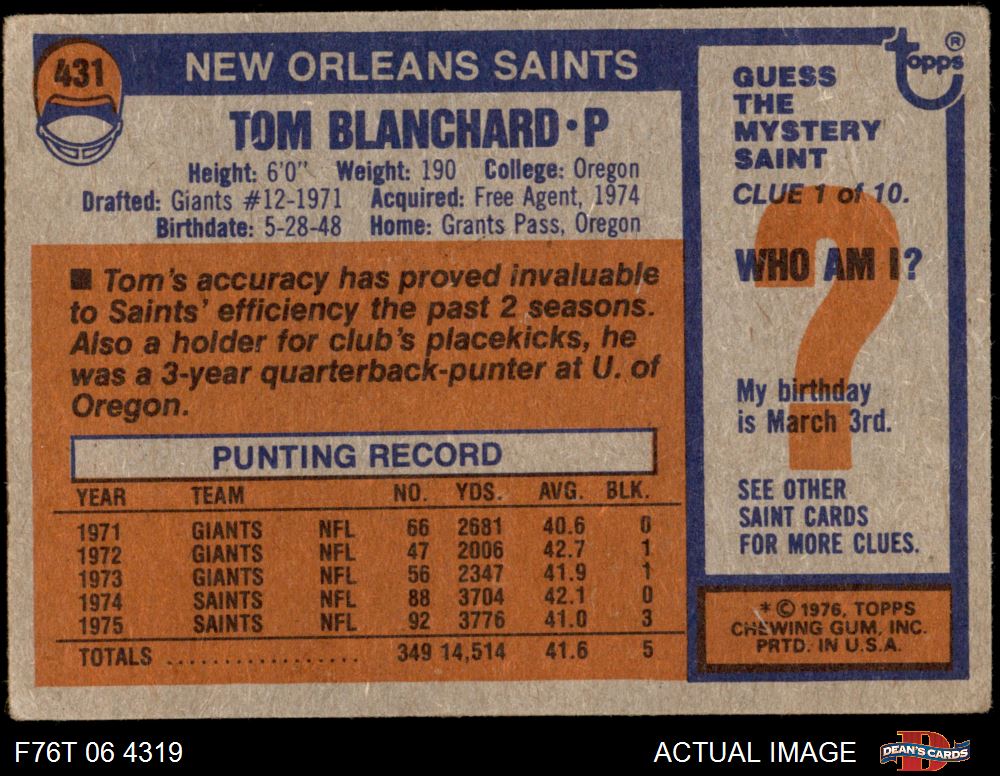 431
NEW ORLEANS SAINTS
TOM BLANCHARD • P
Height: 6'0" Weight: 190 College: Oregon
Drafted: Giants #12-1971 Acquired: Free Agent, 1974
Birthdate: 5-28-48 Home: Grants Pass, Oregon
■ Tom's accuracy has proved invaluable
to Saints' efficiency the past 2 seasons.
Also a holder for club's placekicks, he
was a 3-year quarterback-punter at U. of
Oregon.
PUNTING RECORD
YEAR TEAM NO. YDS. AVG. BLK.
1971 GIANTS NFL 66 2681 40.6 0
1972 GIANTS NFL 47 2006 42.7 1
1973 GIANTS NFL 56 2347 41.9 1
1974 SAINTS NFL 88 3704 42.1 0
1975 SAINTS NFL 92 3776 41.0 3
TOTALS .................. 349 14,514 41.6 5
topps ®
GUESS
THE
MYSTERY
SAINT
CLUE 1 of 10.
?
WHO AM I?
My birthday
is March 3rd.
SEE OTHER
SAINT CARDS
FOR MORE CLUES.
* © 1976, TOPPS
CHEWING GUM, INC.
PRTD. IN U.S.A.
F76T 06 4319
ACTUAL IMAGE
D
DEAN'S CARDS